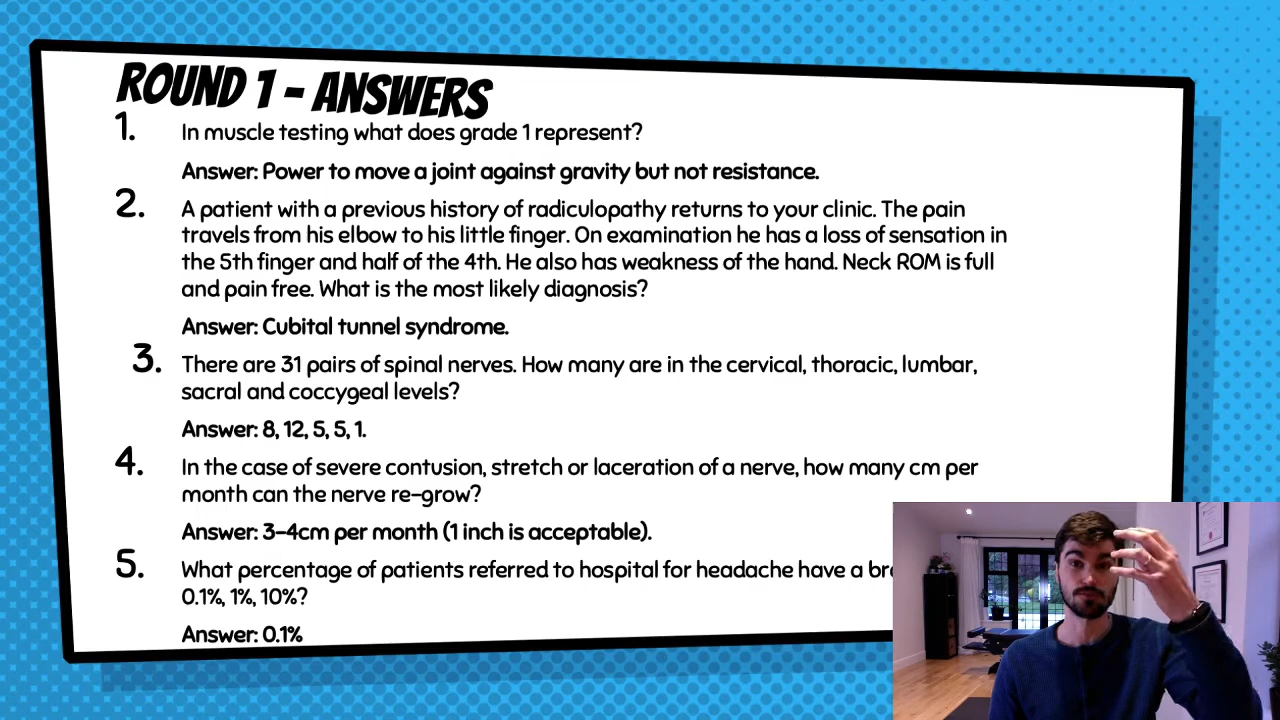 ROUND 1 - ANSWERS
1. In muscle testing what does grade 1 represent?
Answer: Power to move a joint against gravity but not resistance.
2. A patient with a previous history of radiculopathy returns to your clinic. The pain
travels from his elbow to his little finger. On examination he has a loss of sensation in
the 5th finger and half of the 4th. He also has weakness of the hand. Neck ROM is full
and pain free. What is the most likely diagnosis?
Answer: Cubital tunnel syndrome.
3. There are 31 pairs of spinal nerves. How many are in the cervical, thoracic, lumbar,
sacral and coccygeal levels?
Answer: 8, 12, 5, 5, 1.
4. In the case of severe contusion, stretch or laceration of a nerve, how many cm per
month can the nerve re-grow?
Answer: 3-4cm per month (1 inch is acceptable).
5. What percentage of patients referred to hospital for headache have a
0.1%, 1%, 10%?
Answer: 0.1%